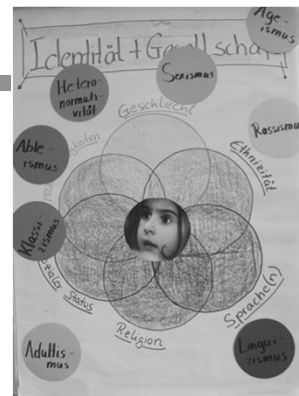 Age-
ismus
Identität + Gesellschaft
Sexismus
Hetero-
normati-
vität
Geschlecht
Rassismus
Able-
ismus
Ethnizität
Klassi-
zismus
Status
Sprache(n)
Religion
Adultis-
mus
Lingui-
zismus